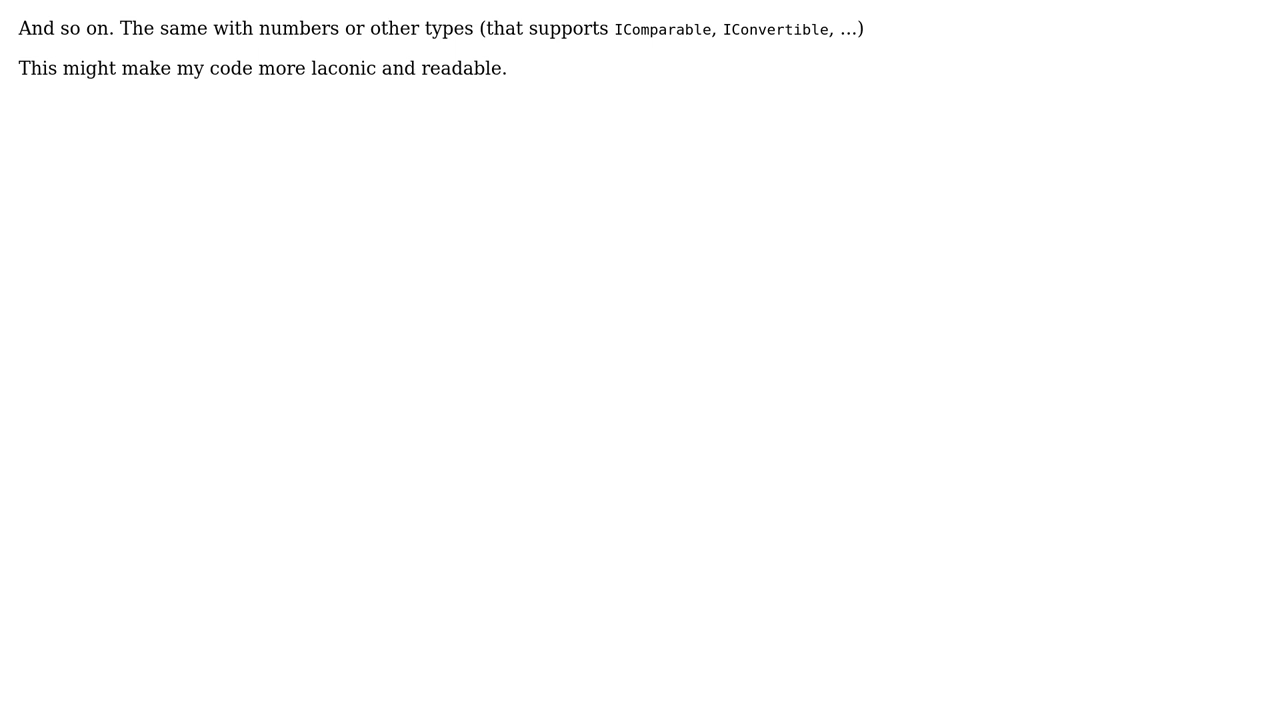 And so on. The same with numbers or other types (that supports IComparable, IConvertible, ...)
This might make my code more laconic and readable.